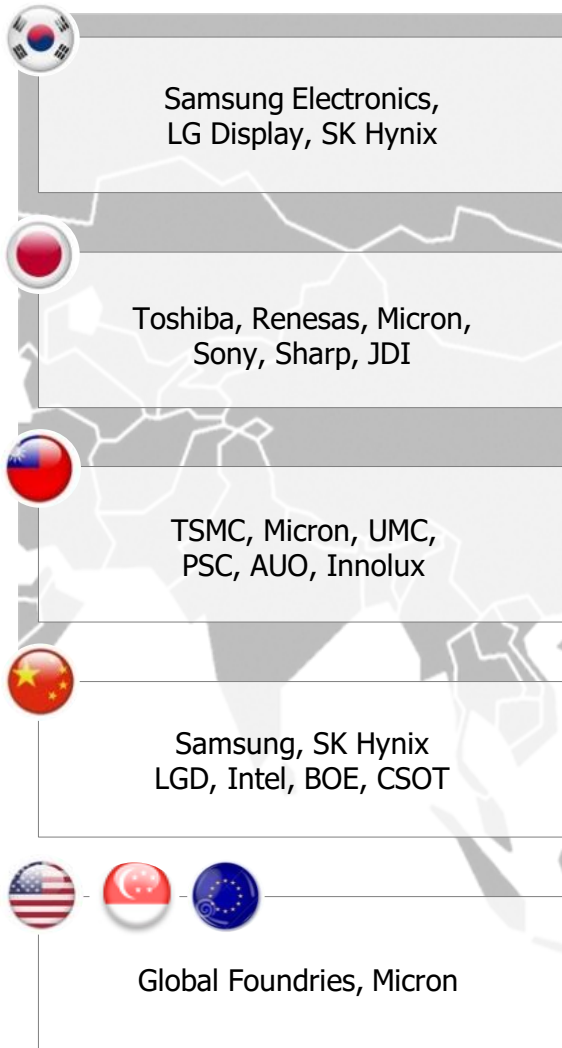 Samsung Electronics,
LG Display, SK Hynix
Toshiba, Renesas, Micron,
Sony, Sharp, JDI
TSMC, Micron, UMC,
PSC, AUO, Innolux
Samsung, SK Hynix
LGD, Intel, BOE, CSOT
Global Foundries, Micron